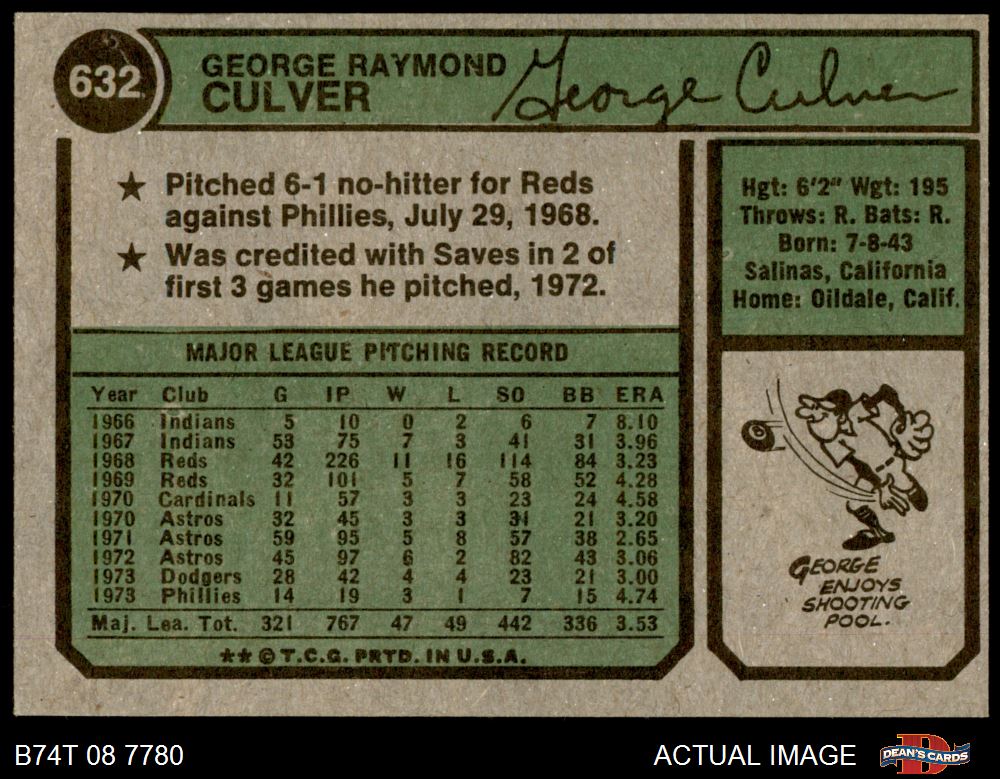 632
GEORGE RAYMOND
CULVER
George Culver
★ Pitched 6-1 no-hitter for Reds
against Phillies, July 29, 1968.
★ Was credited with Saves in 2 of
first 3 games he pitched, 1972.
MAJOR LEAGUE PITCHING RECORD
Year Club G IP W L SO BB ERA
1966 Indians 5 10 0 2 6 7 8.10
1967 Indians 53 75 7 3 41 31 3.96
1968 Reds 42 226 11 16 114 84 3.23
1969 Reds 32 101 5 7 58 52 4.28
1970 Cardinals 11 57 3 3 23 24 4.58
1970 Astros 32 45 3 3 31 21 3.20
1971 Astros 59 95 5 8 57 38 2.65
1972 Astros 45 97 6 2 82 43 3.06
1973 Dodgers 28 42 4 4 23 21 3.00
1973 Phillies 14 19 3 1 7 15 4.74
Maj. Lea. Tot. 321 767 47 49 442 336 3.53
★★ © T.C.G. PRTD. IN U.S.A.
Hgt: 6'2" Wgt: 195
Throws: R. Bats: R.
Born: 7-8-43
Salinas, California
Home: Oildale, Calif.
8
GEORGE
ENJOYS
SHOOTING
POOL.
B74T 08 7780
ACTUAL IMAGE
D
DEAN'S CARDS